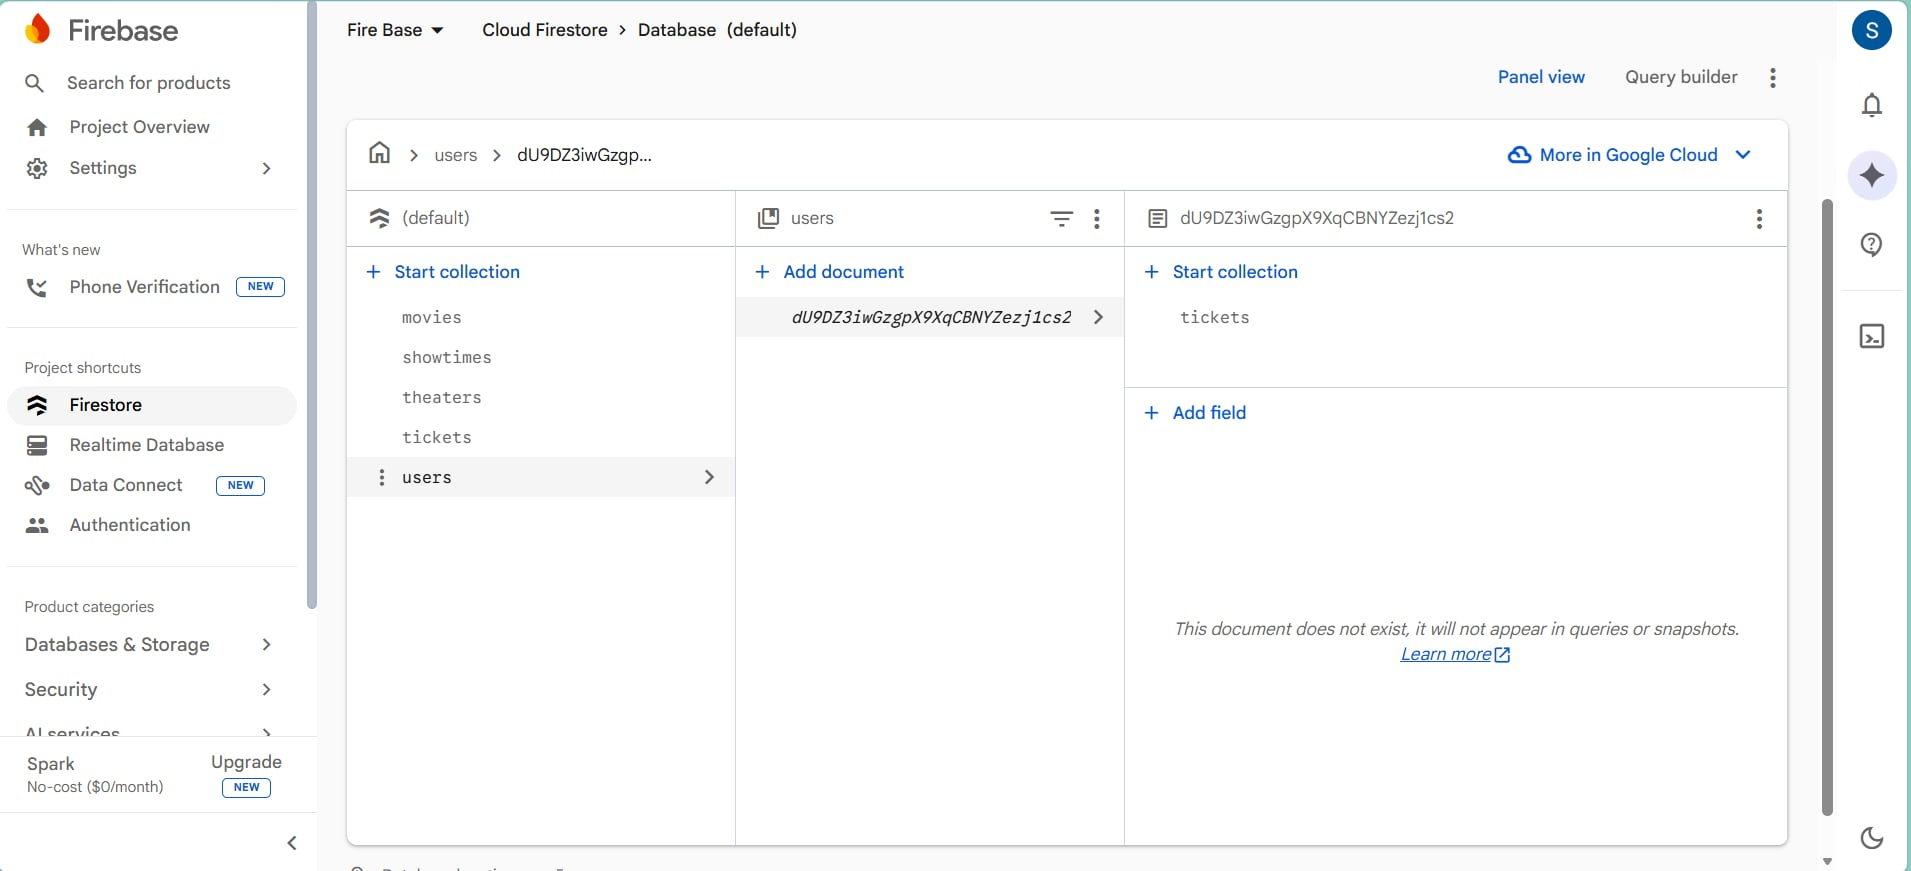 Firebase
Search for products
Project Overview
Settings
What's new
Phone Verification NEW
Project shortcuts
Firestore
Realtime Database
Data Connect NEW
Authentication
Product categories
Databases & Storage
Security
AI services
Spark
No-cost ($0/month)
Upgrade
NEW
Fire Base
Cloud Firestore > Database (default)
Panel view
Query builder
users > dU9DZ3iwGzgp...
More in Google Cloud
(default)
+ Start collection
movies
showtimes
theaters
tickets
users
users
+ Add document
dU9DZ3iwGzgpX9XqCBNYZezj1cs2
dU9DZ3iwGzgpX9XqCBNYZezj1cs2
+ Start collection
tickets
+ Add field
This document does not exist, it will not appear in queries or snapshots.
Learn more
S